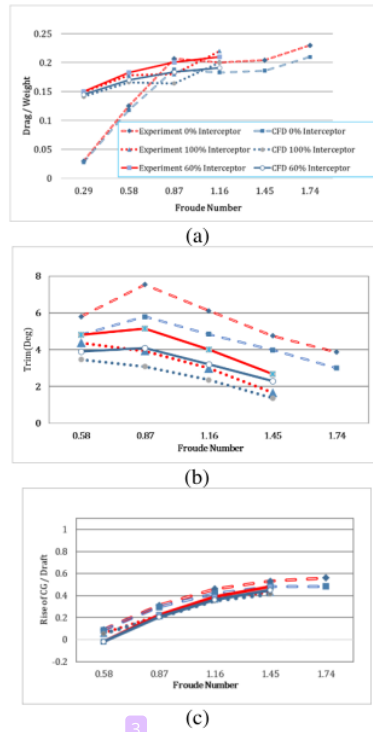 0.25
0.2
0.15
0.1
0.05
0
Drag / Weight
Experiment 0% Interceptor CFD 0% Interceptor
Experiment 100% Interceptor CFD 100% Interceptor
Experiment 60% Interceptor CFD 60% Interceptor
0.29 0.58 0.87 1.16 1.45 1.74
Froude Number
(a)
8
6
4
2
0
Trim(Deg)
0.58 0.87 1.16 1.45 1.74
Froude Number
(b)
1
0.8
0.6
0.4
0.2
0
-0.2
Rise of CG / Draft
0.58 0.87 1.16 1.45 1.74
Froude Number
3
(c)